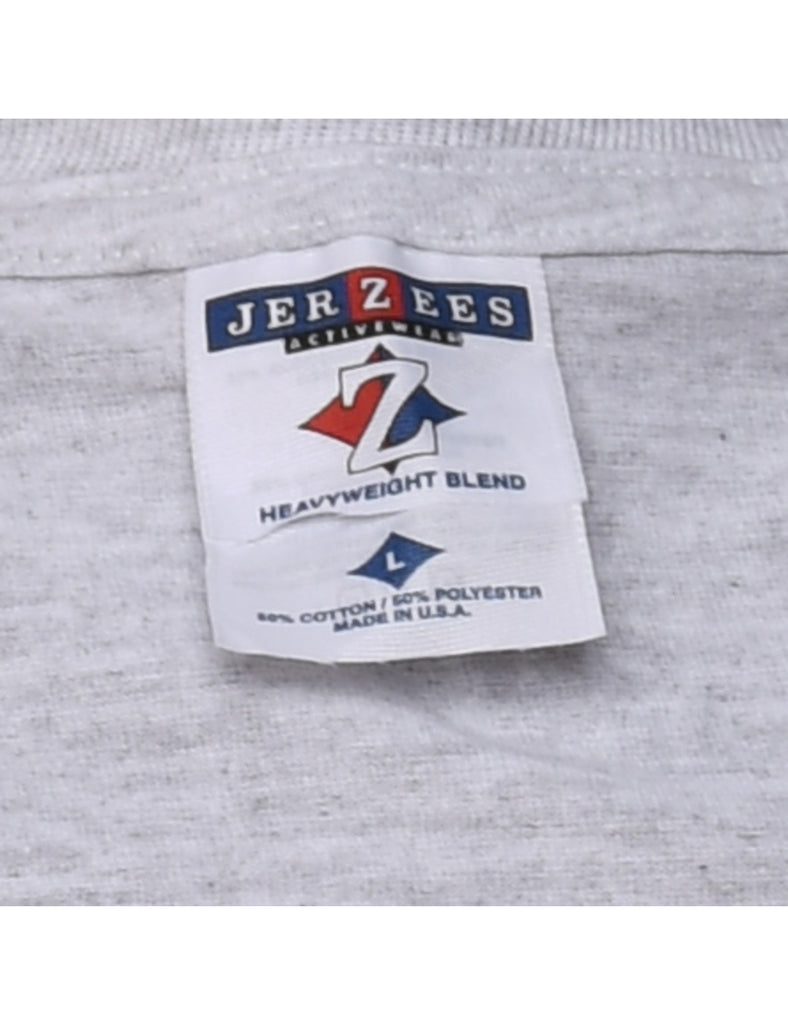 JERZEES
ACTIVEWEAR
Z
HEAVYWEIGHT BLEND
L
50% COTTON / 50% POLYESTER
MADE IN U.S.A.